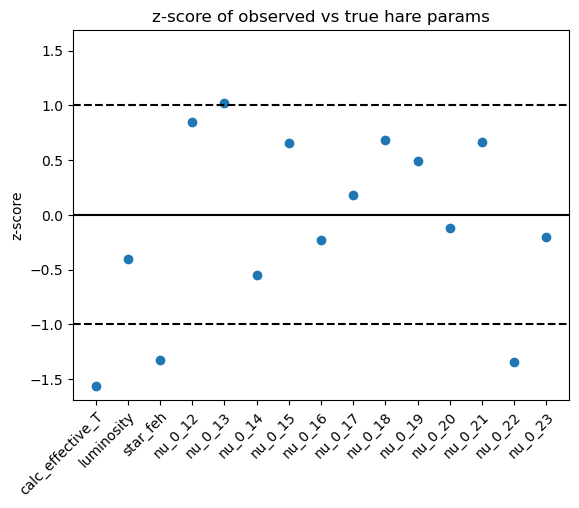 z-score of observed vs true hare params
1.5
1.0
0.5
0.0
−0.5
−1.0
−1.5
z-score
calc_effective_T
luminosity
star_feh
nu_0_12
nu_0_13
nu_0_14
nu_0_15
nu_0_16
nu_0_17
nu_0_18
nu_0_19
nu_0_20
nu_0_21
nu_0_22
nu_0_23